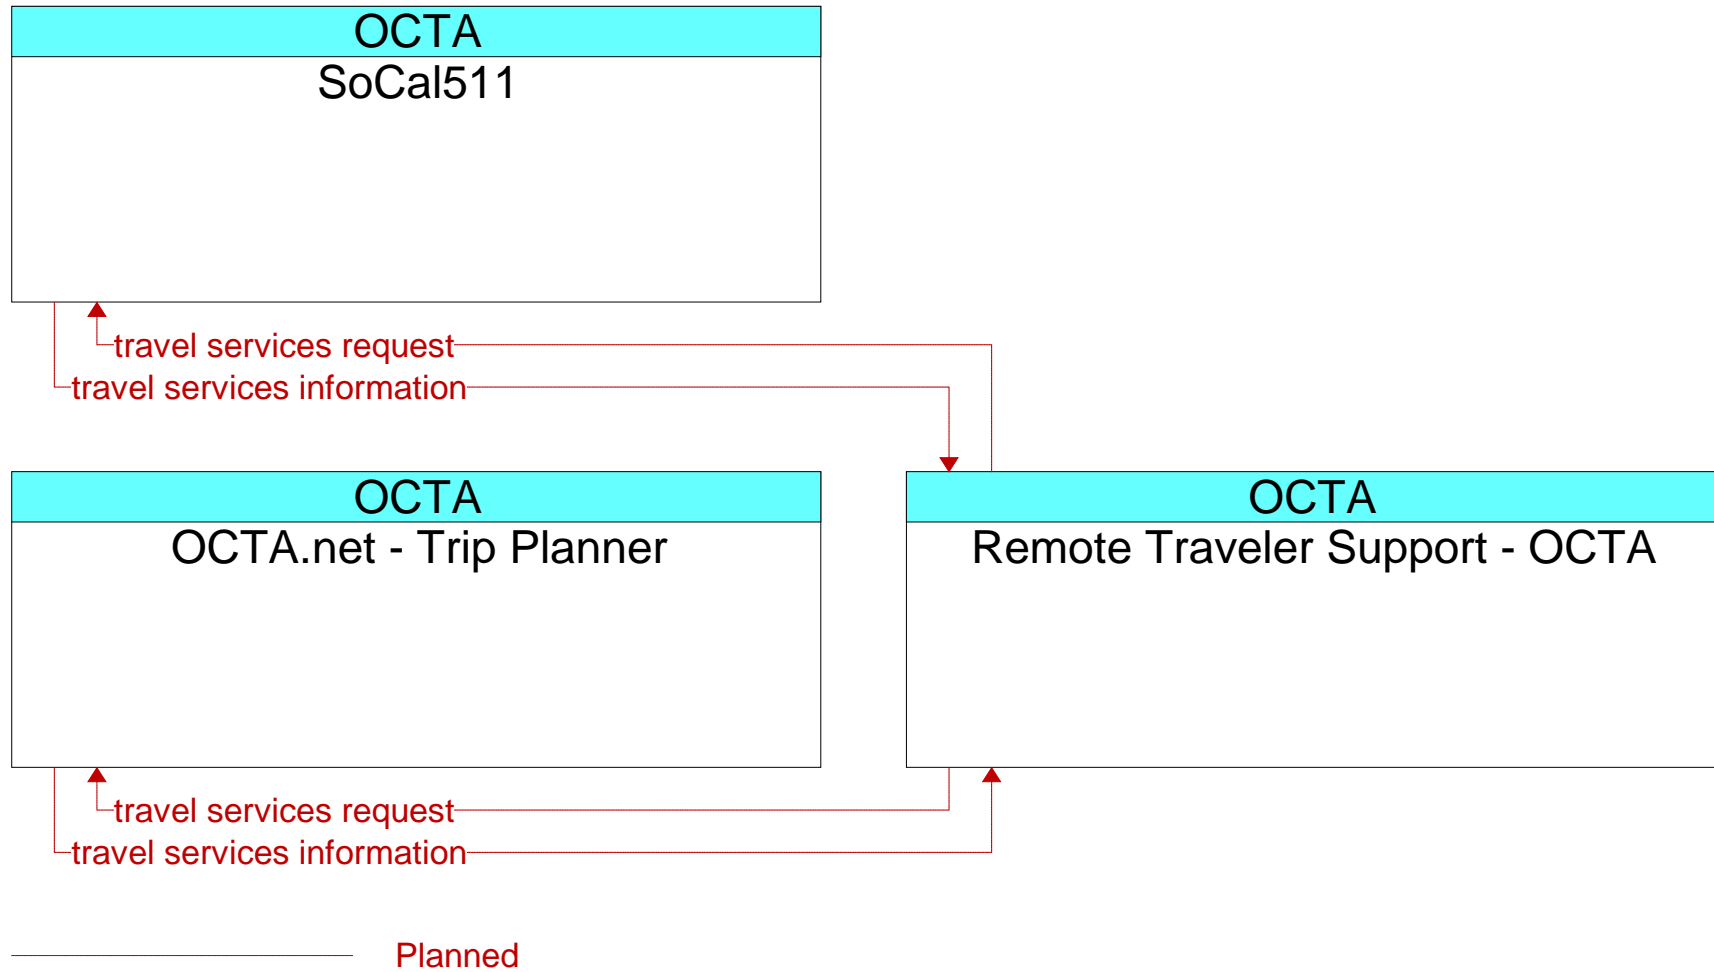 OCTA
SoCal511
travel services request
travel services information
OCTA
OCTA.net - Trip Planner
OCTA
Remote Traveler Support - OCTA
travel services request
travel services information
Planned